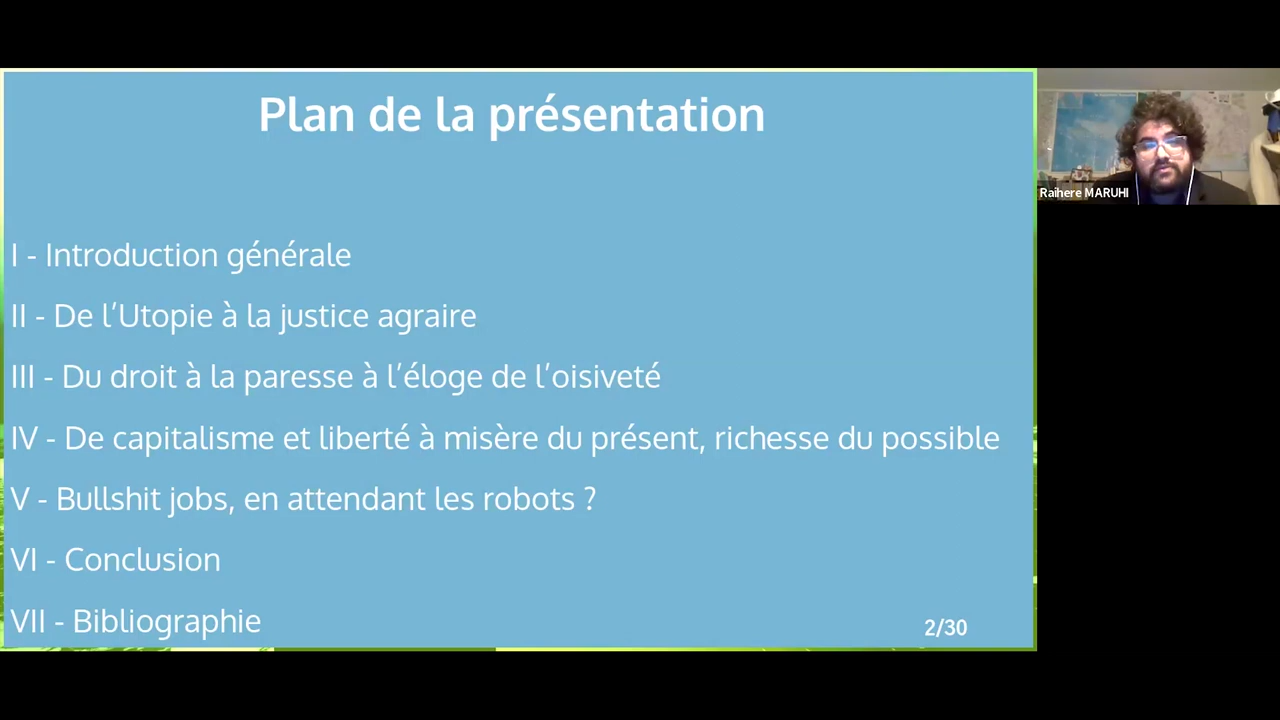 Plan de la présentation
I - Introduction générale
II - De l’Utopie à la justice agraire
III - Du droit à la paresse à l’éloge de l’oisiveté
IV - De capitalisme et liberté à misère du présent, richesse du possible
V - Bullshit jobs, en attendant les robots ?
VI - Conclusion
VII - Bibliographie
2/30
Raihere MARUHI